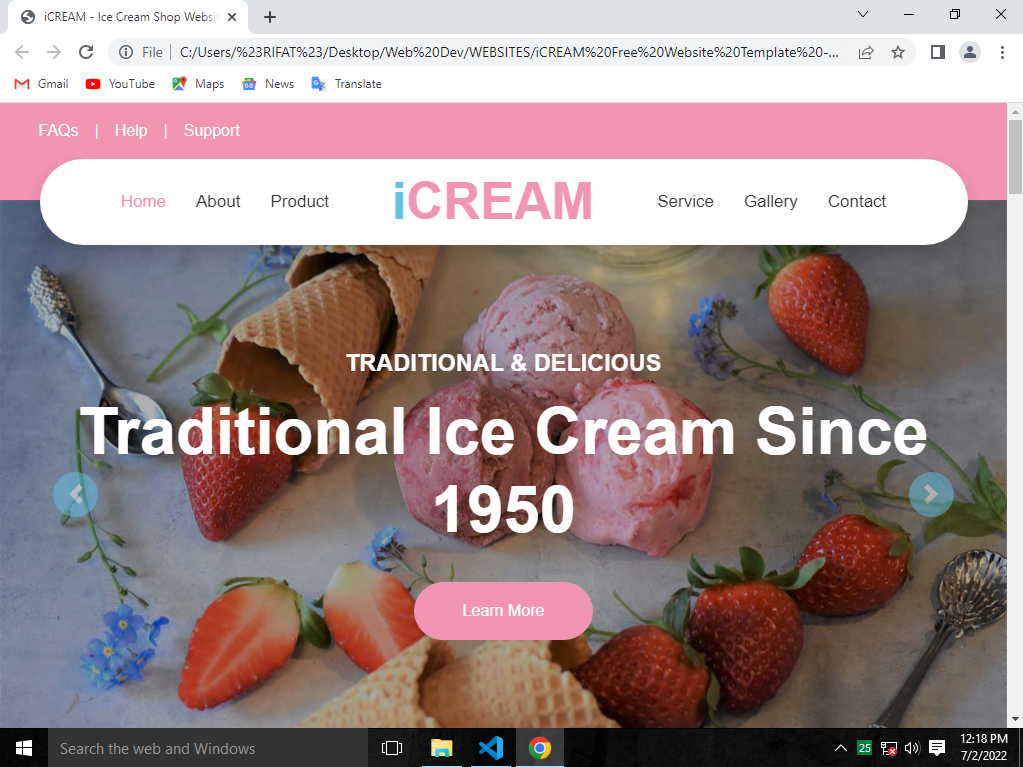 iCREAM - Ice Cream Shop Websit
File | C:/Users/%23RIFAT%23/Desktop/Web%20Dev/WEBSITES/iCREAM%20Free%20Website%20Template%20-...
Gmail YouTube Maps News Translate
FAQs | Help | Support
Home About Product iCREAM Service Gallery Contact
TRADITIONAL & DELICIOUS
Traditional Ice Cream Since
1950
Learn More
Search the web and Windows
25
12:18 PM
7/2/2022